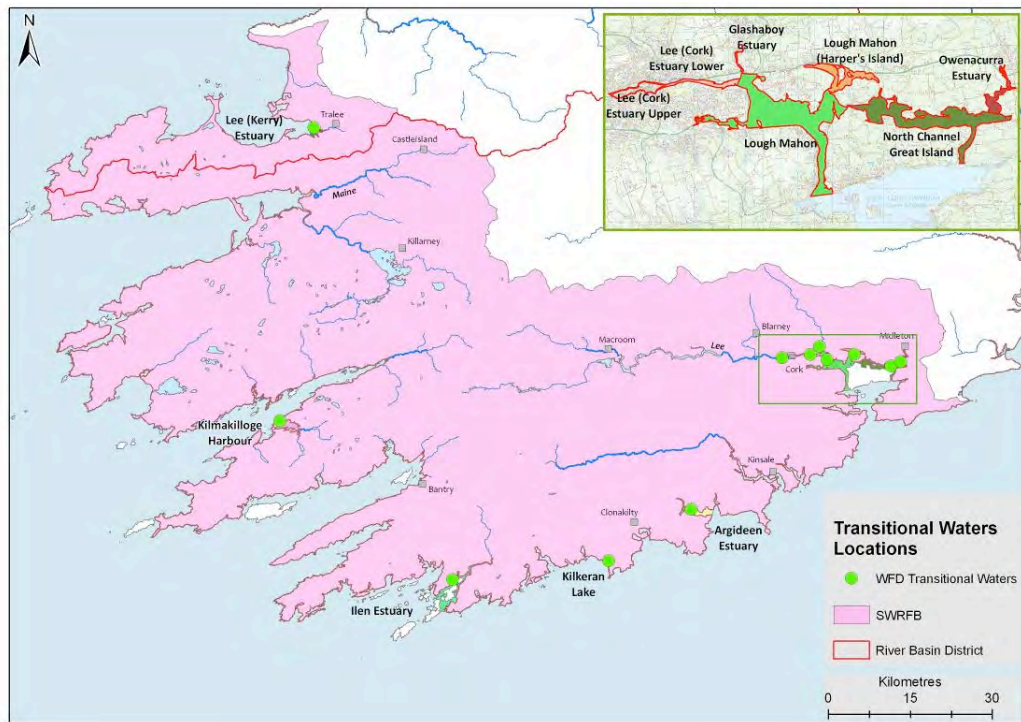 N
Glashaboy
Estuary
Lee (Cork)
Estuary Lower
Lough Mahon
(Harper's Island)
Owenacurra
Estuary
Lee (Cork)
Estuary Upper
Lough Mahon
North Channel
Great Island
Tralee
Lee (Kerry)
Estuary
Castleisland
Maine
Killarney
Blarney
Macroom
Lee
Midleton
Cork
Kilmakilloge
Harbour
Kinsale
Bantry
Clonakilty
Argideen
Estuary
Kilkeran
Lake
Ilen Estuary
Transitional Waters
Locations
WFD Transitional Waters
SWRFB
River Basin District
Kilometres
0 15 30